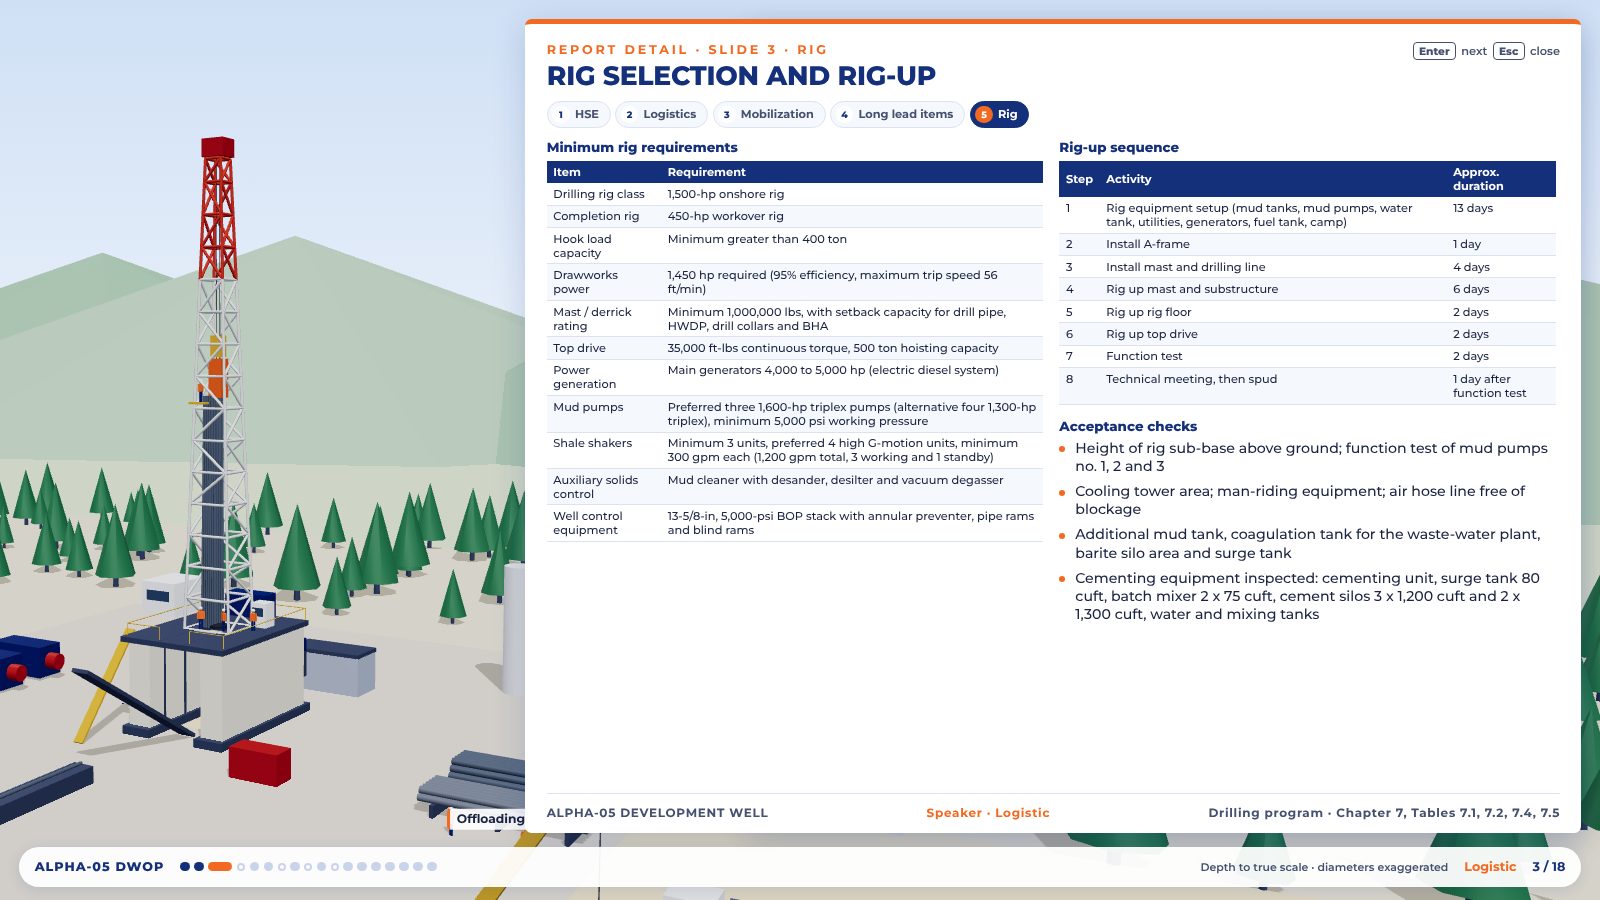 REPORT DETAIL · SLIDE 3 · RIG
Enter next Esc close
RIG SELECTION AND RIG-UP
1 HSE 2 Logistics 3 Mobilization 4 Long lead items 5 Rig
Minimum rig requirements
Item Requirement
Drilling rig class 1,500-hp onshore rig
Completion rig 450-hp workover rig
Hook load Minimum greater than 400 ton
capacity
Drawworks 1,450 hp required (95% efficiency, maximum trip speed 56
power ft/min)
Mast / derrick Minimum 1,000,000 lbs, with setback capacity for drill pipe,
rating HWDP, drill collars and BHA
Top drive 35,000 ft-lbs continuous torque, 500 ton hoisting capacity
Power Main generators 4,000 to 5,000 hp (electric diesel system)
generation
Mud pumps Preferred three 1,600-hp triplex pumps (alternative four 1,300-hp
triplex), minimum 5,000 psi working pressure
Shale shakers Minimum 3 units, preferred 4 high G-motion units, minimum
300 gpm each (1,200 gpm total, 3 working and 1 standby)
Auxiliary solids Mud cleaner with desander, desilter and vacuum degasser
control
Well control 13-5/8-in, 5,000-psi BOP stack with annular preventer, pipe rams
equipment and blind rams
Rig-up sequence
Step Activity Approx.
duration
1 Rig equipment setup (mud tanks, mud pumps, water 13 days
tank, utilities, generators, fuel tank, camp)
2 Install A-frame 1 day
3 Install mast and drilling line 4 days
4 Rig up mast and substructure 6 days
5 Rig up rig floor 2 days
6 Rig up top drive 2 days
7 Function test 2 days
8 Technical meeting, then spud 1 day after
function test
Acceptance checks
Height of rig sub-base above ground; function test of mud pumps
no. 1, 2 and 3
Cooling tower area; man-riding equipment; air hose line free of
blockage
Additional mud tank, coagulation tank for the waste-water plant,
barite silo area and surge tank
Cementing equipment inspected: cementing unit, surge tank 80
cuft, batch mixer 2 x 75 cuft, cement silos 3 x 1,200 cuft and 2 x
1,300 cuft, water and mixing tanks
Offloading
ALPHA-05 DEVELOPMENT WELL Speaker · Logistic Drilling program · Chapter 7, Tables 7.1, 7.2, 7.4, 7.5
ALPHA-05 DWOP Depth to true scale · diameters exaggerated Logistic 3 / 18